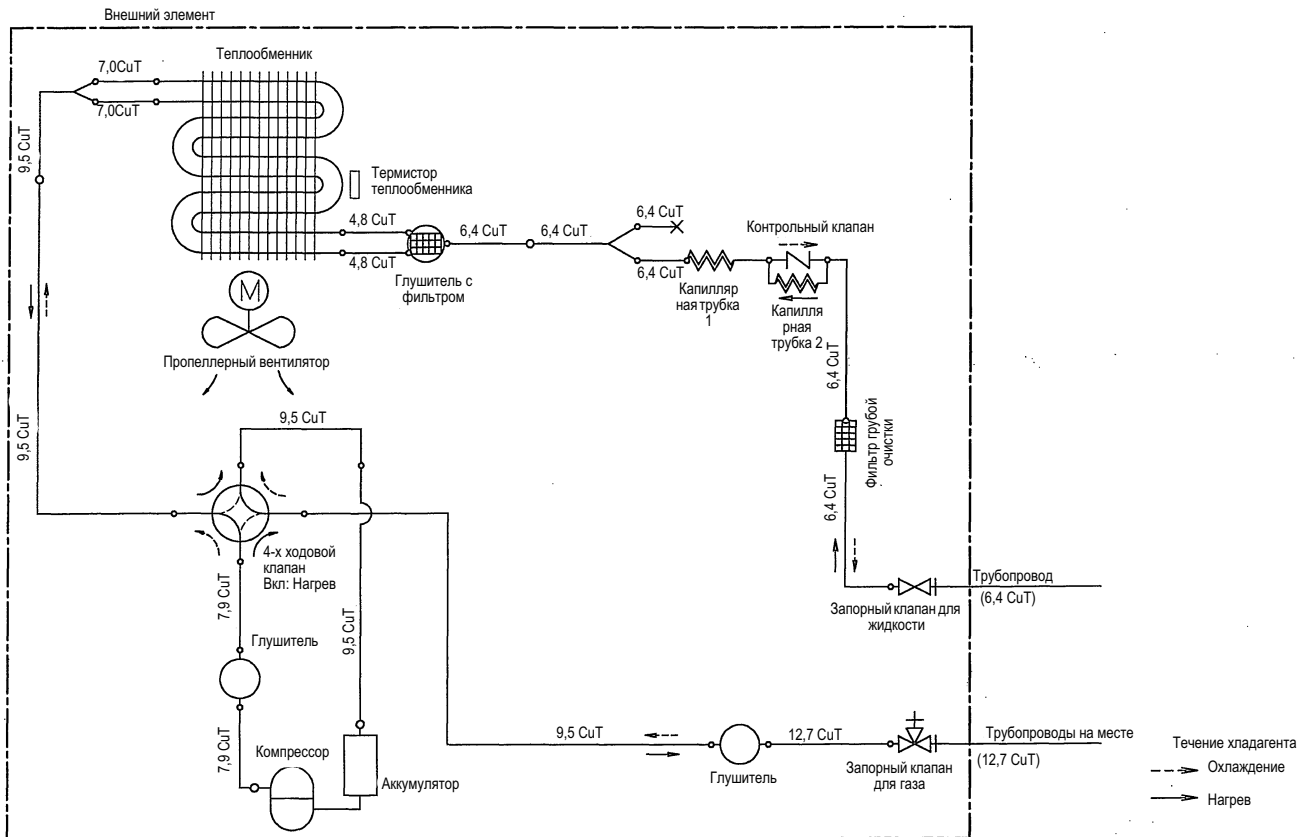 Внешний элемент
Теплообменник
7,0CuT
7,0CuT
9,5 CuT
Термистор
теплообменника
4,8 CuT
4,8 CuT
6,4 CuT
6,4 CuT
6,4 CuT
6,4 CuT
Глушитель с
фильтром
Контрольный клапан
Капилляр
ная трубка
1
Капилля
рная
трубка 2
M
Пропеллерный вентилятор
6,4 CuT
Фильтр грубой
очистки
6,4 CuT
9,5 CuT
9,5 CuT
4-х ходовой
клапан
Вкл: Нагрев
7,9 CuT
9,5 CuT
Глушитель
7,9 CuT
Компрессор
Аккумулятор
Трубопровод
(6,4 CuT)
Запорный клапан для
жидкости
9,5 CuT
12,7 CuT
Глушитель
Запорный клапан
для газа
Трубопроводы на месте
(12,7 CuT)
Течение хладагента
Охлаждение
Нагрев